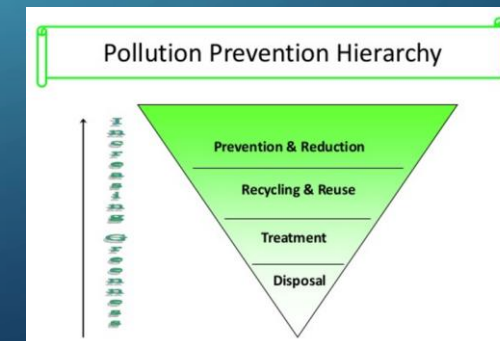 Pollution Prevention Hierarchy
Increasing Greenness
Prevention & Reduction
Recycling & Reuse
Treatment
Disposal